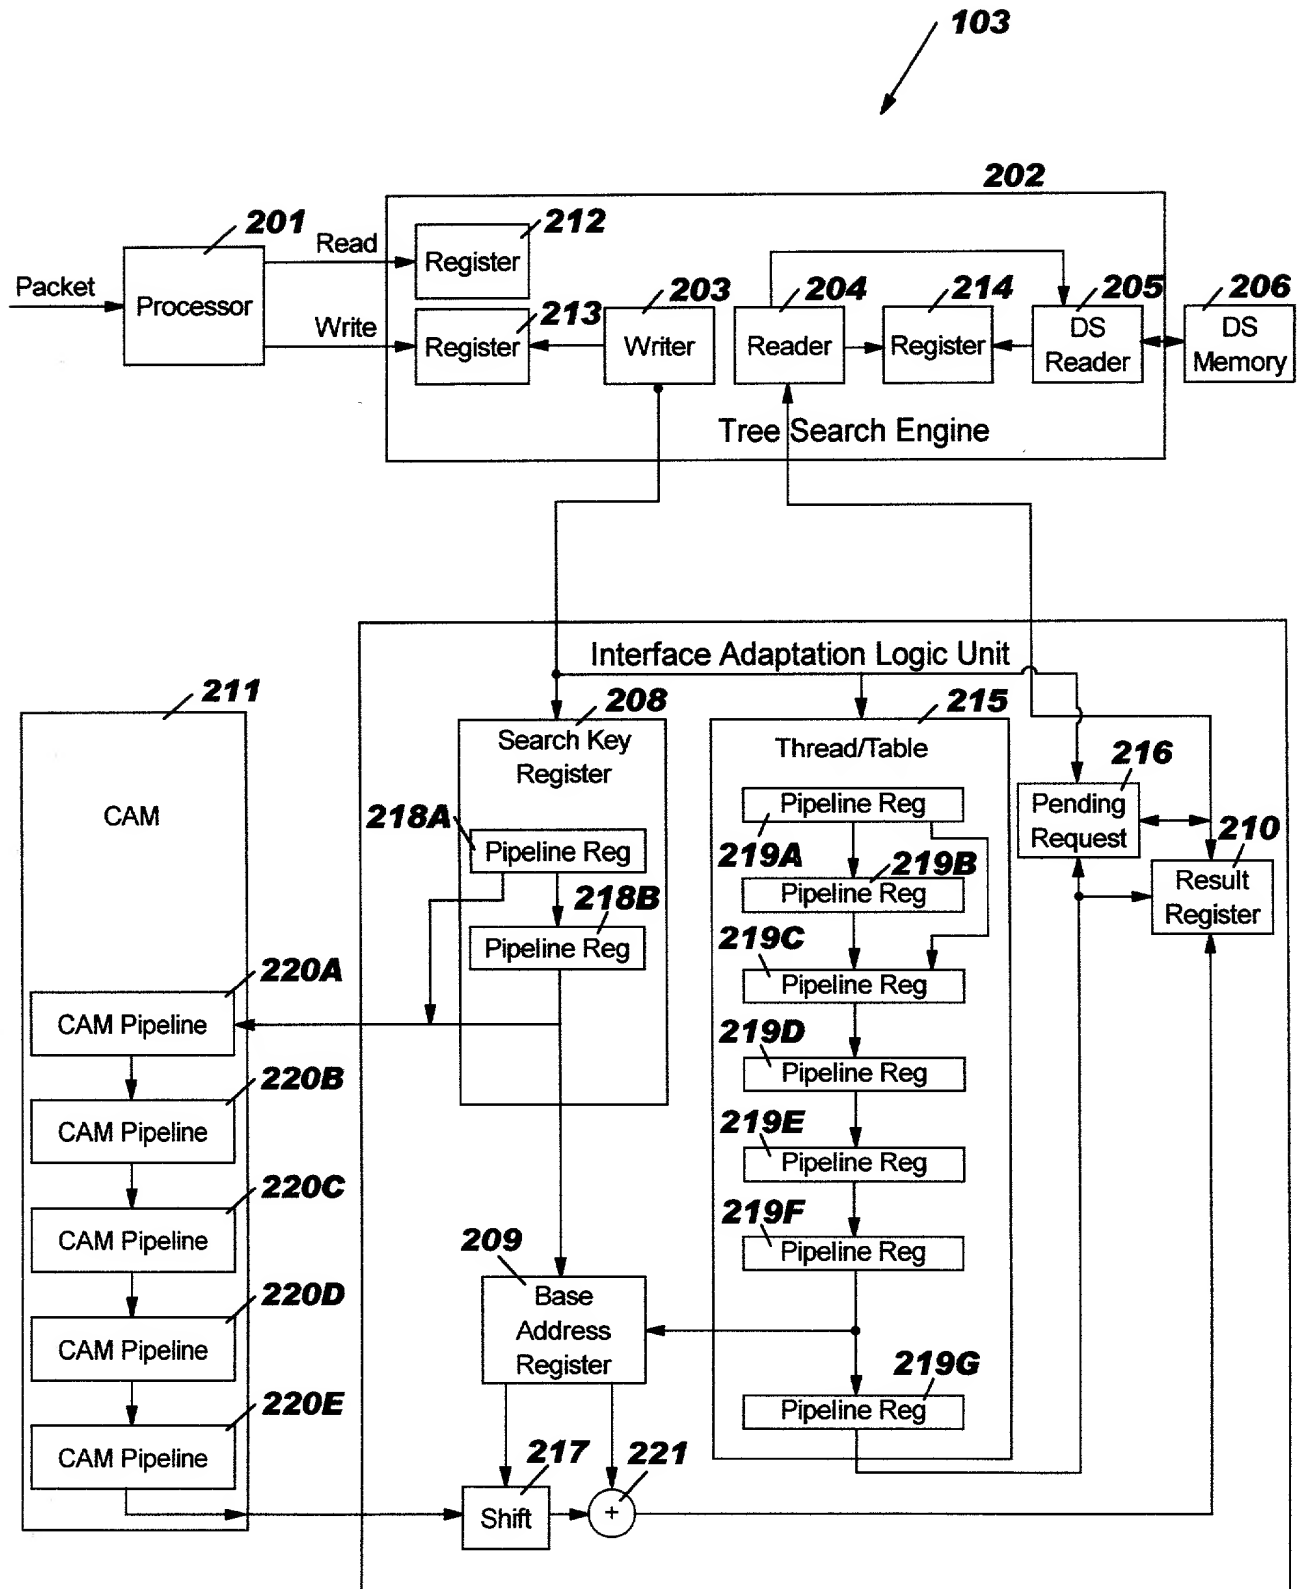 103
202
201
Read
212
Packet
Processor
Register
203
204
214
205
206
213
Write
Register
Writer
Reader
Register
DS
Reader
DS
Memory
Tree Search Engine
Interface Adaptation Logic Unit
211
208
215
Search Key
Register
Thread/Table
216
CAM
218A
Pipeline Reg
Pipeline Reg
219A
219B
Pending
Request
210
Pipeline Reg
Result
Register
218B
Pipeline Reg
219C
Pipeline Reg
220A
CAM Pipeline
219D
Pipeline Reg
220B
CAM Pipeline
219E
Pipeline Reg
220C
CAM Pipeline
219F
Pipeline Reg
209
Base
Address
Register
220D
CAM Pipeline
219G
Pipeline Reg
220E
CAM Pipeline
217
221
Shift
+